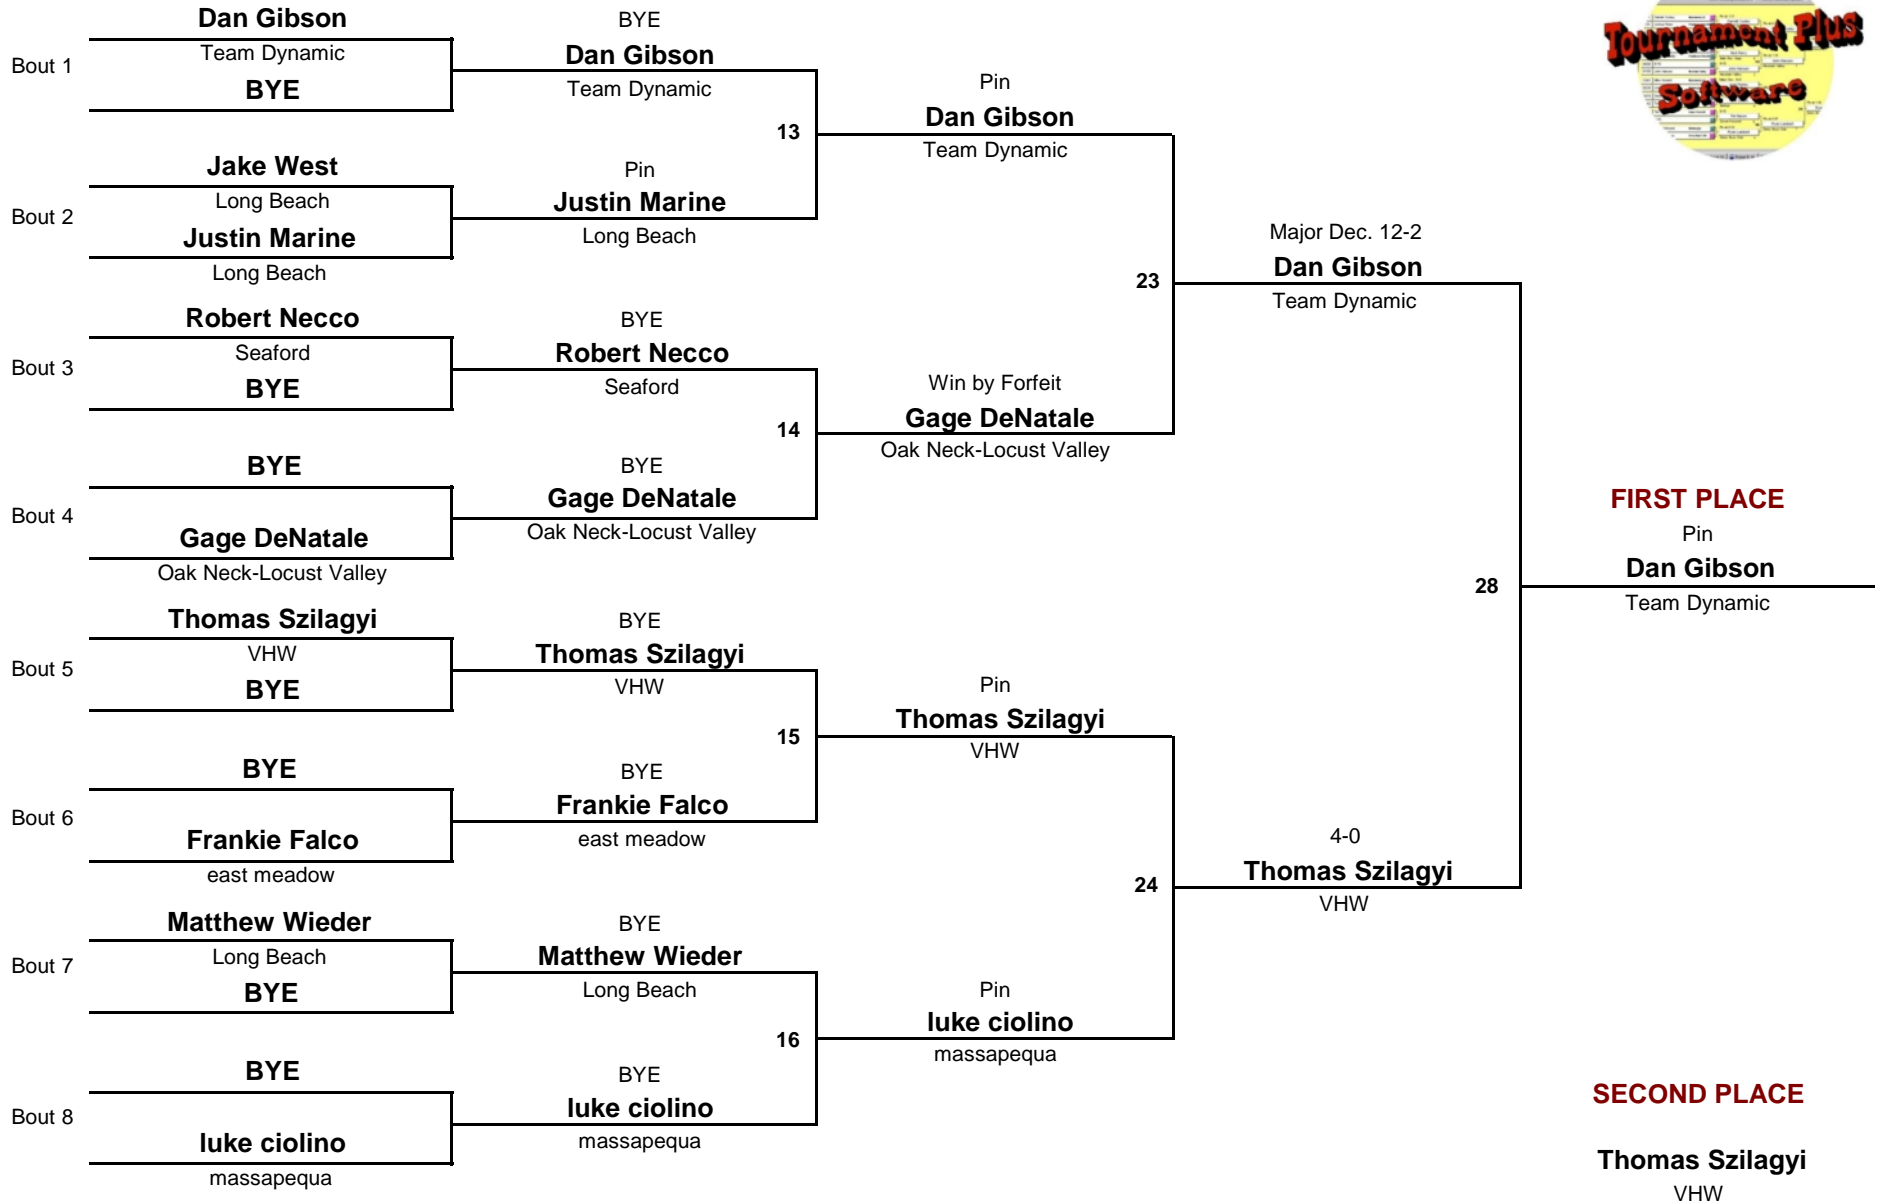 Dan Gibson
Team Dynamic
Bout 1
BYE
Jake West
Long Beach
Bout 2
Justin Marine
Long Beach
Robert Necco
Seaford
Bout 3
BYE
BYE
Bout 4
Gage DeNatale
Oak Neck-Locust Valley
Thomas Szilagyi
VHW
Bout 5
BYE
BYE
Bout 6
Frankie Falco
east meadow
Matthew Wieder
Long Beach
Bout 7
BYE
BYE
Bout 8
luke ciolino
massapequa
BYE
Dan Gibson
Team Dynamic
13
Pin
Justin Marine
Long Beach
BYE
Robert Necco
Seaford
14
BYE
Gage DeNatale
Oak Neck-Locust Valley
BYE
Thomas Szilagyi
VHW
15
BYE
Frankie Falco
east meadow
BYE
Matthew Wieder
Long Beach
16
BYE
luke ciolino
massapequa
Pin
Dan Gibson
Team Dynamic
23
Win by Forfeit
Gage DeNatale
Oak Neck-Locust Valley
Pin
Thomas Szilagyi
VHW
24
Pin
luke ciolino
massapequa
Major Dec. 12-2
Dan Gibson
Team Dynamic
28
4-0
Thomas Szilagyi
VHW
Tournament Plus
Software
FIRST PLACE
Pin
Dan Gibson
Team Dynamic
SECOND PLACE
Thomas Szilagyi
VHW